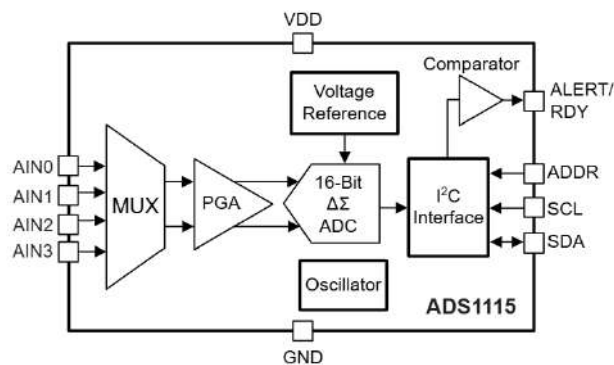 VDD
Comparator
Voltage
Reference
ALERT/
RDY
AIN0
AIN1
AIN2
AIN3
MUX
PGA
16-Bit
ΔΣ
ADC
I²C
Interface
ADDR
SCL
SDA
Oscillator
ADS1115
GND